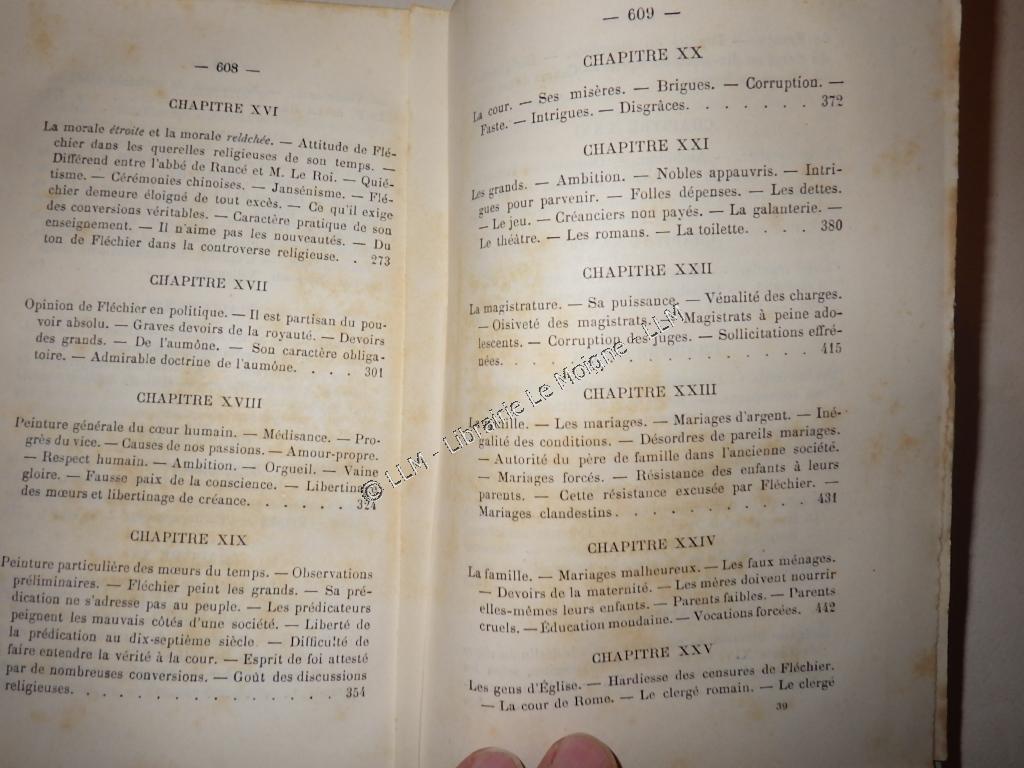 — 608 —
CHAPITRE XVI
La morale étroite et la morale relâchée. — Attitude de Flé-
chier dans les querelles religieuses de son temps. —
Différend entre l'abbé de Rancé et M. Le Roi. — Quié-
tisme. — Cérémonies chinoises. — Jansénisme. — Flé-
chier demeure éloigné de tout excès. — Ce qu'il exige
des conversions véritables. — Caractère pratique de son
enseignement. — Il n'aime pas les nouveautés. — Du
ton de Fléchier dans la controverse religieuse. . 273
CHAPITRE XVII
Opinion de Fléchier en politique. — Il est partisan du pou-
voir absolu. — Graves devoirs de la royauté. — Devoirs
des grands. — De l'aumône. — Son caractère obliga-
toire. — Admirable doctrine de l'aumône. . . . 301
CHAPITRE XVIII
Peinture générale du cœur humain. — Médisance. — Pro-
grès du vice. — Causes de nos passions. — Amour-propre.
— Respect humain. — Ambition. — Orgueil. — Vaine
gloire. — Fausse paix de la conscience. — Libertinage
des mœurs et libertinage de créance. . . . . . 324
CHAPITRE XIX
Peinture particulière des mœurs du temps. — Observations
préliminaires. — Fléchier peint les grands. — Sa pré-
dication ne s'adresse pas au peuple. — Les prédicateurs
peignent les mauvais côtés d'une société. — Liberté de
la prédication au dix-septième siècle. — Difficulté de
faire entendre la vérité à la cour. — Esprit de foi attesté
par de nombreuses conversions. — Goût des discussions
religieuses. . . . . . . . . . . . . . 354
— 609 —
CHAPITRE XX
La cour. — Ses misères. — Brigues. — Corruption. —
Faste. — Intrigues. — Disgrâces. . . . . . . . 372
CHAPITRE XXI
Les grands. — Ambition. — Nobles appauvris. — Intri-
gues pour parvenir. — Folles dépenses. — Les dettes.
— Le jeu. — Créanciers non payés. — La galanterie. —
Le théâtre. — Les romans. — La toilette. . . . 380
CHAPITRE XXII
La magistrature. — Sa puissance. — Vénalité des charges.
— Oisiveté des magistrats. — Magistrats à peine ado-
lescents. — Corruption des juges. — Sollicitations effré-
nées. . . . . . . . . . . . . . . . 415
CHAPITRE XXIII
La famille. — Les mariages. — Mariages d'argent. — Iné-
galité des conditions. — Désordres de pareils mariages.
— Autorité du père de famille dans l'ancienne société.
— Mariages forcés. — Résistance des enfants à leurs
parents. — Cette résistance excusée par Fléchier. —
Mariages clandestins . . . . . . . . . . 431
CHAPITRE XXIV
La famille. — Mariages malheureux. — Les faux ménages.
— Devoirs de la maternité. — Les mères doivent nourrir
elles-mêmes leurs enfants. — Parents faibles. — Parents
cruels. — Éducation mondaine. — Vocations forcées. 442
CHAPITRE XXV
Les gens d'Église. — Hardiesse des censures de Fléchier.
— La cour de Rome. — Le clergé romain. — Le clergé
39
© LLM - Librairie Le Moigne - LLM